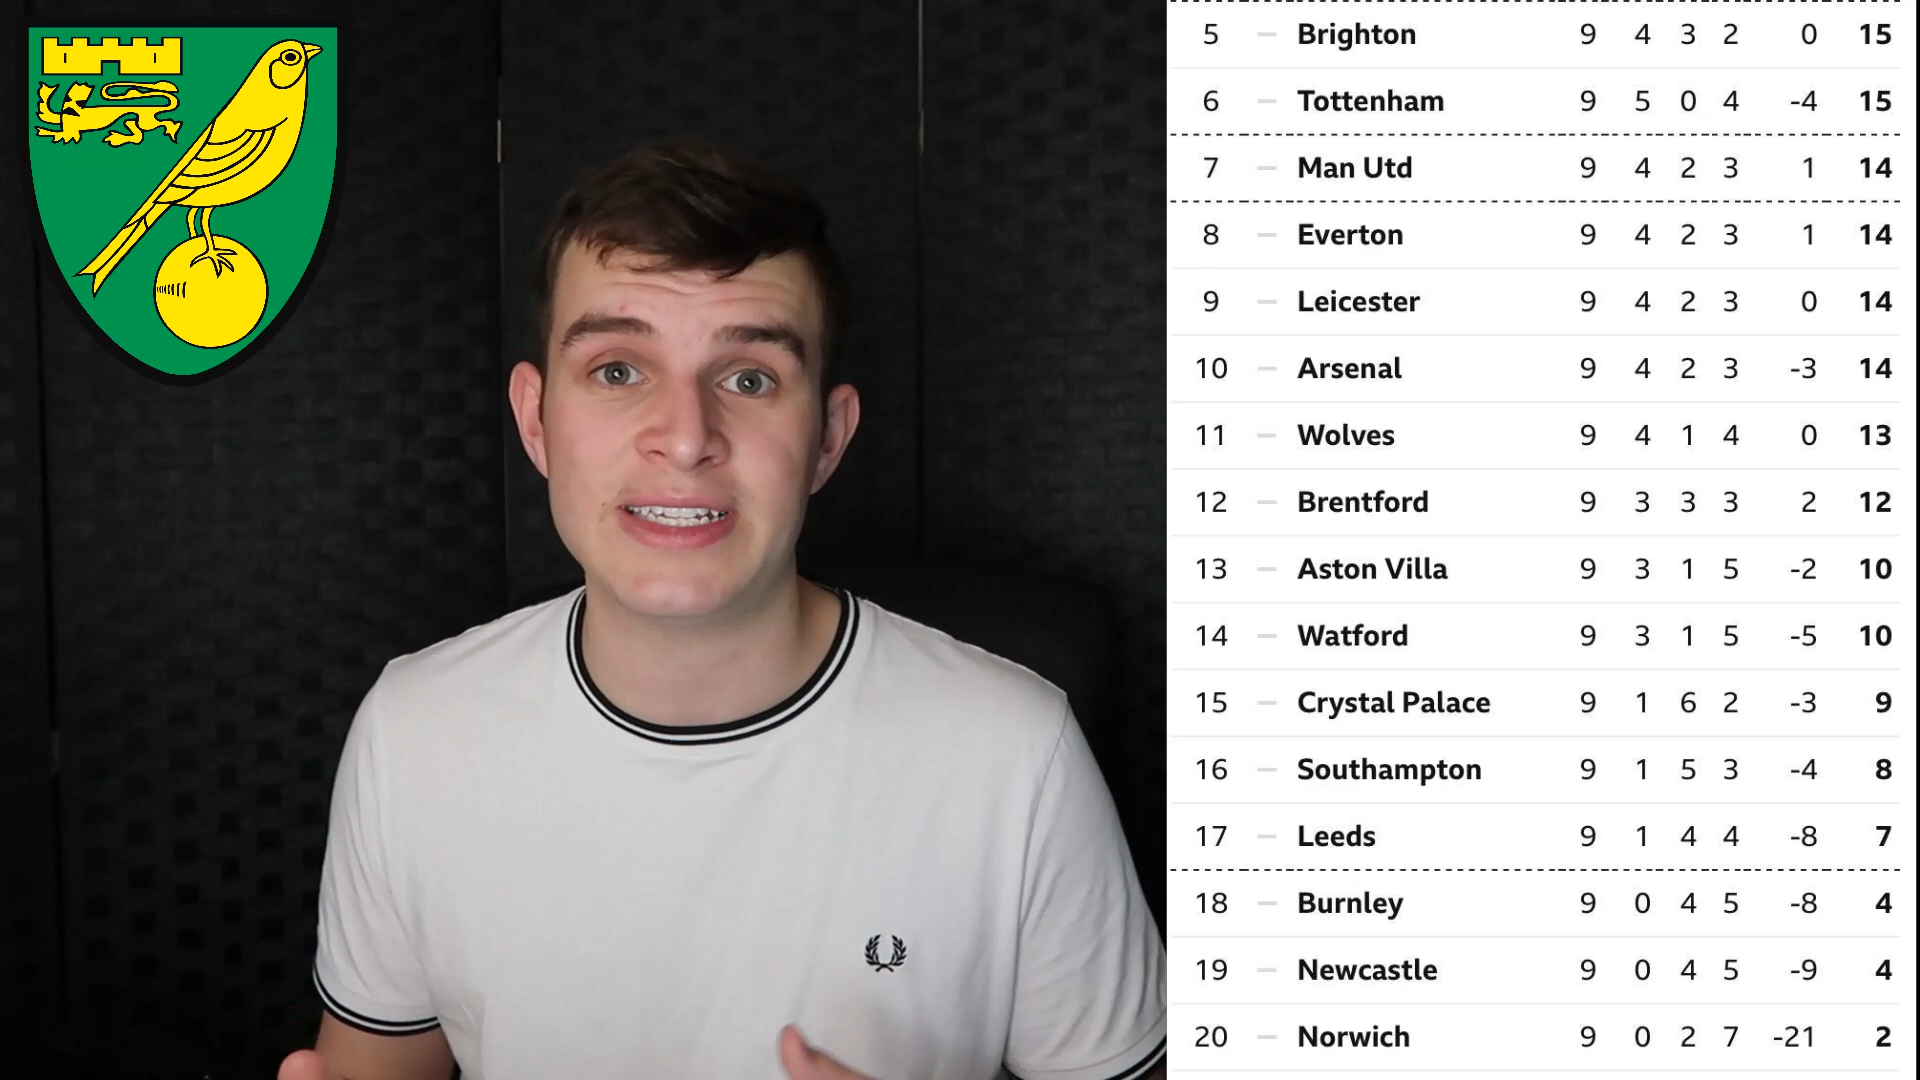 5 – Brighton 9 4 3 2 0 15
6 – Tottenham 9 5 0 4 -4 15
7 – Man Utd 9 4 2 3 1 14
8 – Everton 9 4 2 3 1 14
9 – Leicester 9 4 2 3 0 14
10 – Arsenal 9 4 2 3 -3 14
11 – Wolves 9 4 1 4 0 13
12 – Brentford 9 3 3 3 2 12
13 – Aston Villa 9 3 1 5 -2 10
14 – Watford 9 3 1 5 -5 10
15 – Crystal Palace 9 1 6 2 -3 9
16 – Southampton 9 1 5 3 -4 8
17 – Leeds 9 1 4 4 -8 7
18 – Burnley 9 0 4 5 -8 4
19 – Newcastle 9 0 4 5 -9 4
20 – Norwich 9 0 2 7 -21 2